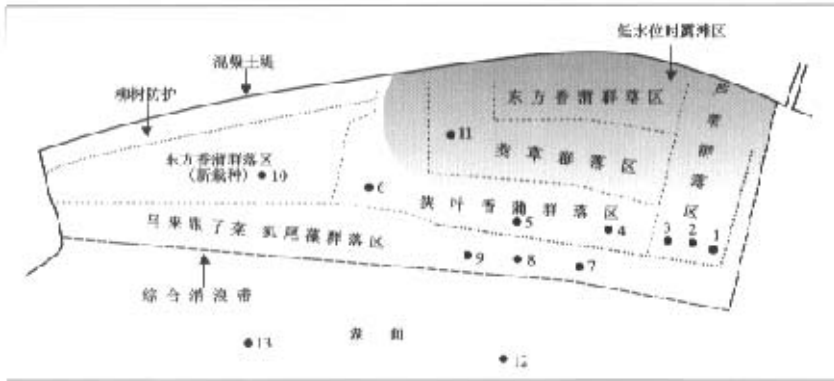 低水位时露滩区
混凝土堤
柳树防护
东方香蒲群落区
芦苇群落区
11
茭草群落区
东方香蒲群落区
(新栽种)
10
6
狭叶香蒲群落区
5
4
3
2
1
马来眼子菜 狐尾藻群落区
9
8
7
综合消浪带
13
湖面
12